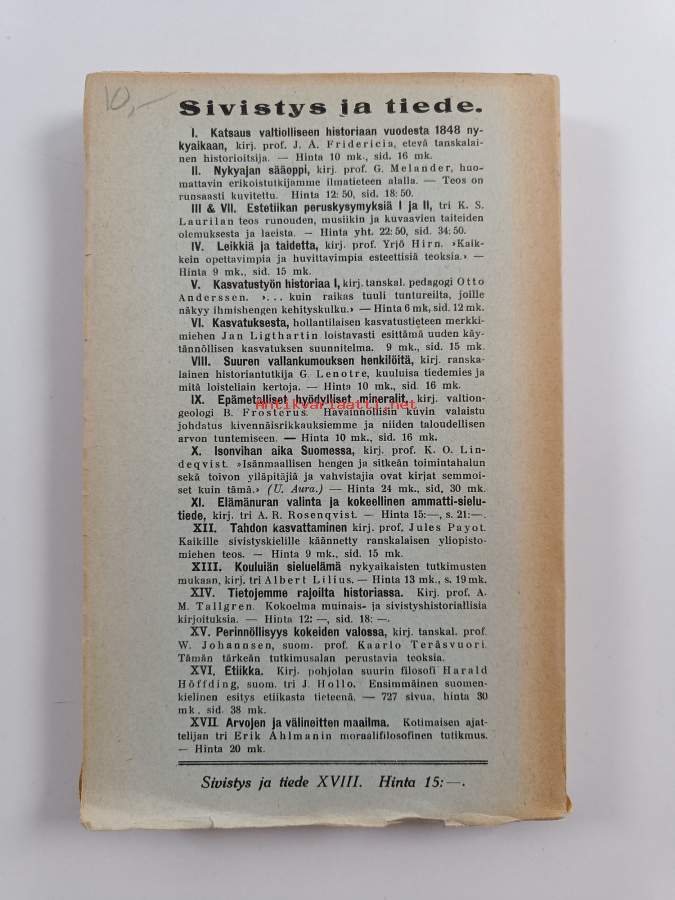 10,-
Sivistys ja tiede.
I. Katsaus valtiolliseen historiaan vuodesta 1848 ny-
kyaikaan, kirj. prof. J. A. Fridericia, etevä tanskalai-
nen historioitsija. — Hinta 10 mk., sid. 16 mk.
II. Nykyajan sääoppi, kirj. prof. G. Melander, huo-
mattavin erikoistutkijamme ilmatieteen alalla. — Teos on
runsaasti kuvitettu. Hinta 12:50, sid. 18:50.
III & VII. Estetiikan peruskysymyksiä I ja II, tri K. S.
Laurilan teos runouden, musiikin ja kuvaavien taiteiden
olemuksesta ja laeista. — Hinta yht. 22:50, sid. 34:50.
IV. Leikkiä ja taidetta, kirj. prof. Yrjö Hirn. »Kaik-
kein opettavimpia ja huvittavimpia esteettisiä teoksia.» —
Hinta 9 mk., sid. 15 mk.
V. Kasvatustyön historiaa I, kirj. tanskal. pedagogi Otto
Anderssen. »... kuin raikas tuuli tuntureilta, joille
näkyy ihmishengen kehityskulku.» — Hinta 6 mk, sid. 12 mk.
VI. Kasvatuksesta, hollantilaisen kasvatustieteen merkki-
miehen Jan Ligthartin loistavasti esittämä uuden käy-
tännöllisen kasvatuksen suunnitelma. 9 mk., sid. 15 mk.
VIII. Suuren vallankumouksen henkilöitä, kirj. ranska-
lainen historiantutkija G. Lenotre, kuuluisa tiedemies ja
mitä loisteliain kertoja. — Hinta 10 mk., sid. 16 mk.
IX. Epämetalliset hyödylliset mineralit, kirj. valtion-
geologi B. Frosterus. Havainnollisin kuvin valaistu
johdatus kivennäisrikkauksiemme ja niiden taloudellisen
arvon tuntemiseen. — Hinta 10 mk., sid. 16 mk.
X. Isonvihan aika Suomessa, kirj. prof. K. O. Lin-
deqvist. »Isänmaallisen hengen ja sitkeän toimintahalun
sekä toivon ylläpitäjiä ja vahvistajia ovat kirjat semmoi-
set kuin tämä.» (U. Aura.) — Hinta 24 mk., sid, 30 mk.
XI. Elämänuran valinta ja kokeellinen ammatti-sielu-
tiede, kirj. tri A. R. Rosenqvist. — Hinta 15:—, s. 21:—.
XII. Tahdon kasvattaminen kirj. prof. Jules Payot.
Kaikille sivistyskielille käännetty ranskalaisen yliopisto-
miehen teos. — Hinta 9 mk., sid. 15 mk.
XIII. Kouluiän sieluelämä nykyaikaisten tutkimusten
mukaan, kirj. tri Albert Lilius. — Hinta 13 mk., s. 19 mk.
XIV. Tietojemme rajoilta historiassa. Kirj. prof. A.
M. Tallgren. Kokoelma muinais- ja sivistyshistoriallisia
kirjoituksia. — Hinta 12: —, sid. 18: —.
XV. Perinnöllisyys kokeiden valossa, kirj. tanskal. prof.
W. Johannsen, suom. prof. Kaarlo Teräsvuori.
Tämän tärkeän tutkimusalan perustavia teoksia.
XVI. Etiikka. Kirj. pohjolan suurin filosofi Harald
Höffding, suom. tri J. Hollo. Ensimmäinen suomen-
kielinen esitys etiikasta tieteenä. — 727 sivua, hinta 30
mk., sid. 38 mk.
XVII. Arvojen ja välineitten maailma. Kotimaisen ajat-
telijan tri Erik Ahlmanin moraalifilosofinen tutkimus.
— Hinta 20 mk.
Sivistys ja tiede XVIII. Hinta 15:—.
Antikvariaatti.net